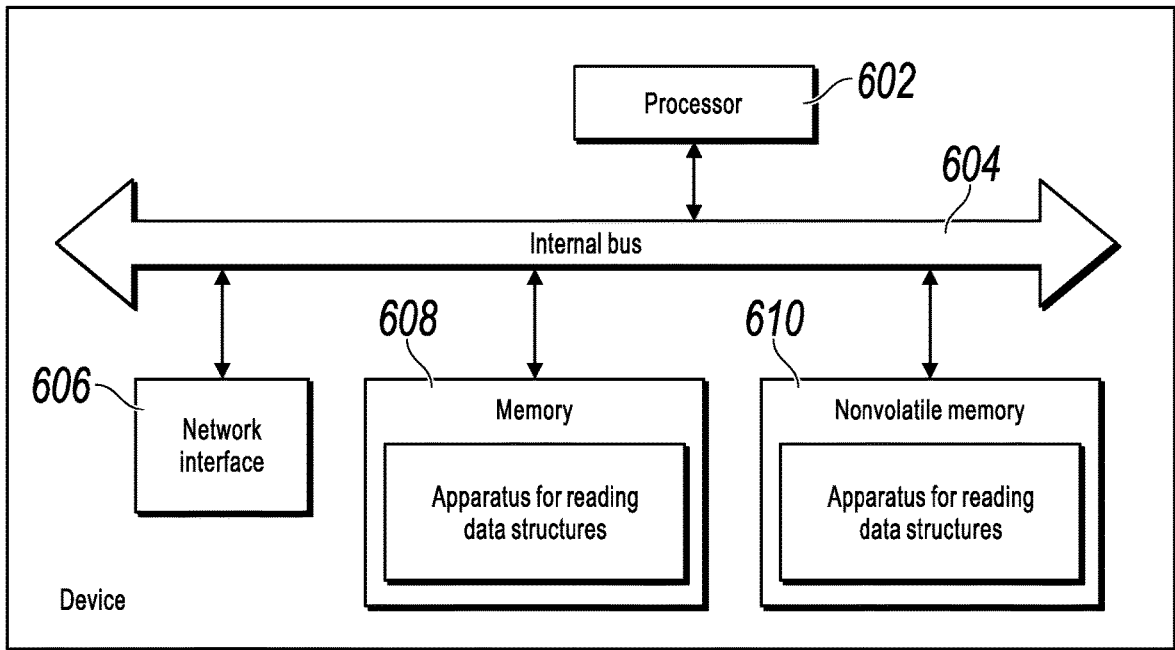 602
Processor
604
Internal bus
606
608
610
Network
interface
Memory
Apparatus for reading
data structures
Nonvolatile memory
Apparatus for reading
data structures
Device